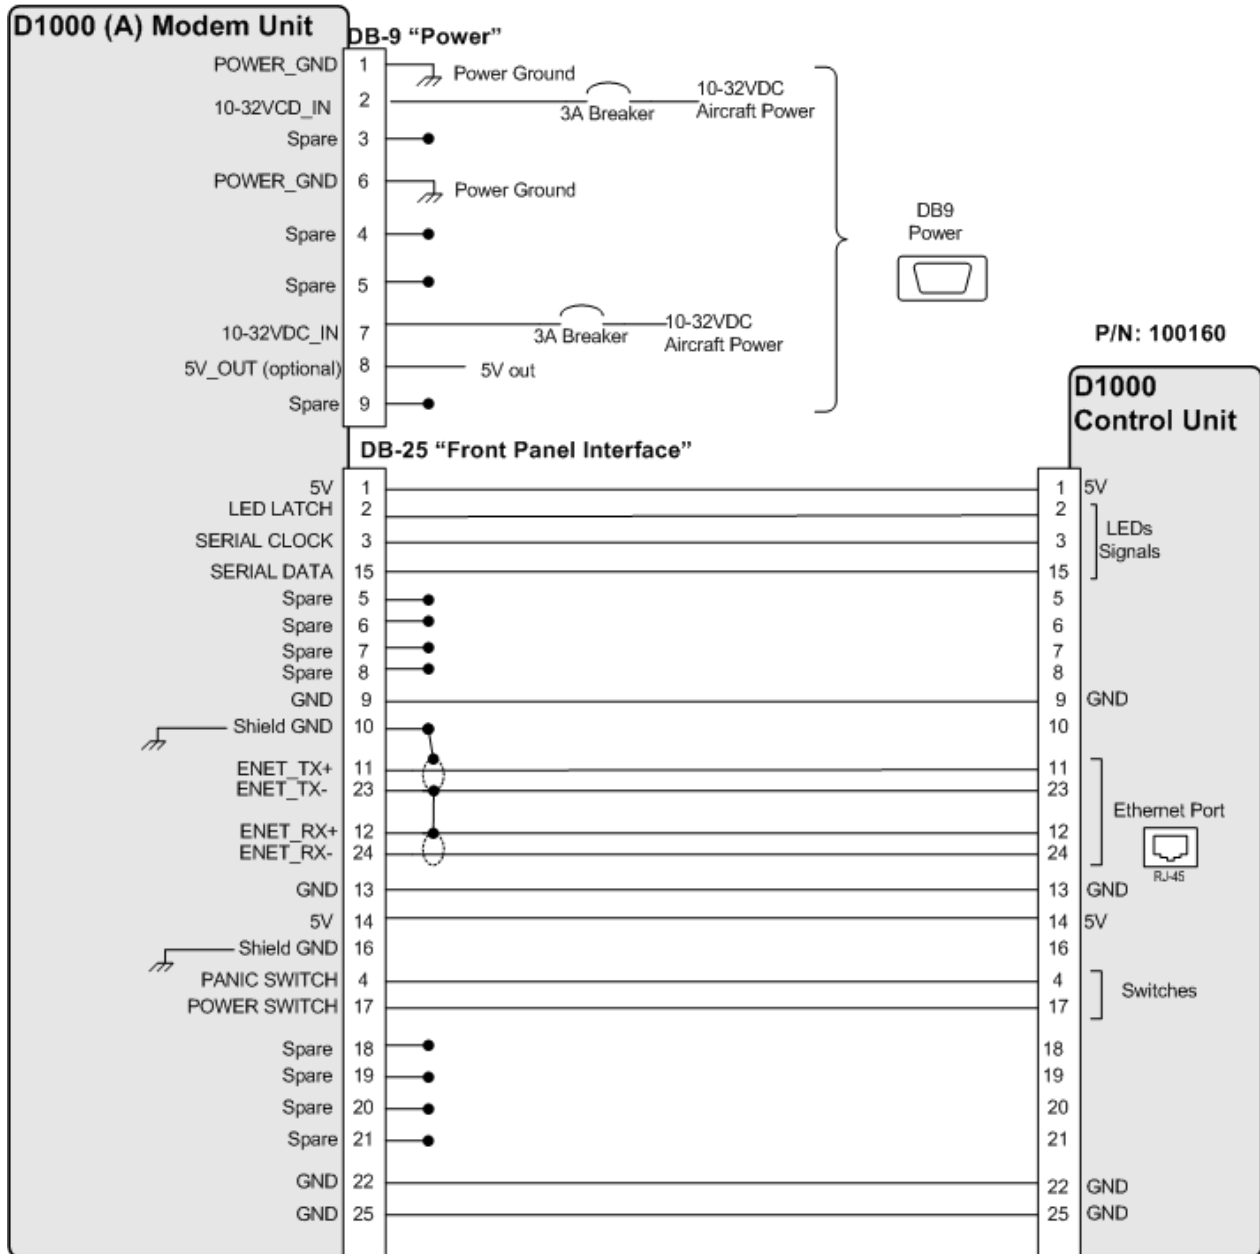 D1000 (A) Modem Unit
DB-9 “Power”
POWER_GND 1 Power Ground
10-32VCD_IN 2 3A Breaker 10-32VDC
Aircraft Power
Spare 3
POWER_GND 6 Power Ground
Spare 4
Spare 5
10-32VDC_IN 7 3A Breaker 10-32VDC
Aircraft Power
5V_OUT (optional) 8 5V out
Spare 9
DB9
Power
P/N: 100160
D1000
Control Unit
DB-25 “Front Panel Interface”
5V 1 1 5V
LED LATCH 2 2
SERIAL CLOCK 3 3
SERIAL DATA 15 15
LEDs
Signals
Spare 5 5
Spare 6 6
Spare 7 7
Spare 8 8
GND 9 9 GND
Shield GND 10 10
ENET_TX+ 11 11
ENET_TX- 23 23
ENET_RX+ 12 12
ENET_RX- 24 24
Ethernet Port
RJ-45
GND 13 13 GND
5V 14 14 5V
Shield GND 16 16
PANIC SWITCH 4 4
POWER SWITCH 17 17
Switches
Spare 18 18
Spare 19 19
Spare 20 20
Spare 21 21
GND 22 22 GND
GND 25 25 GND